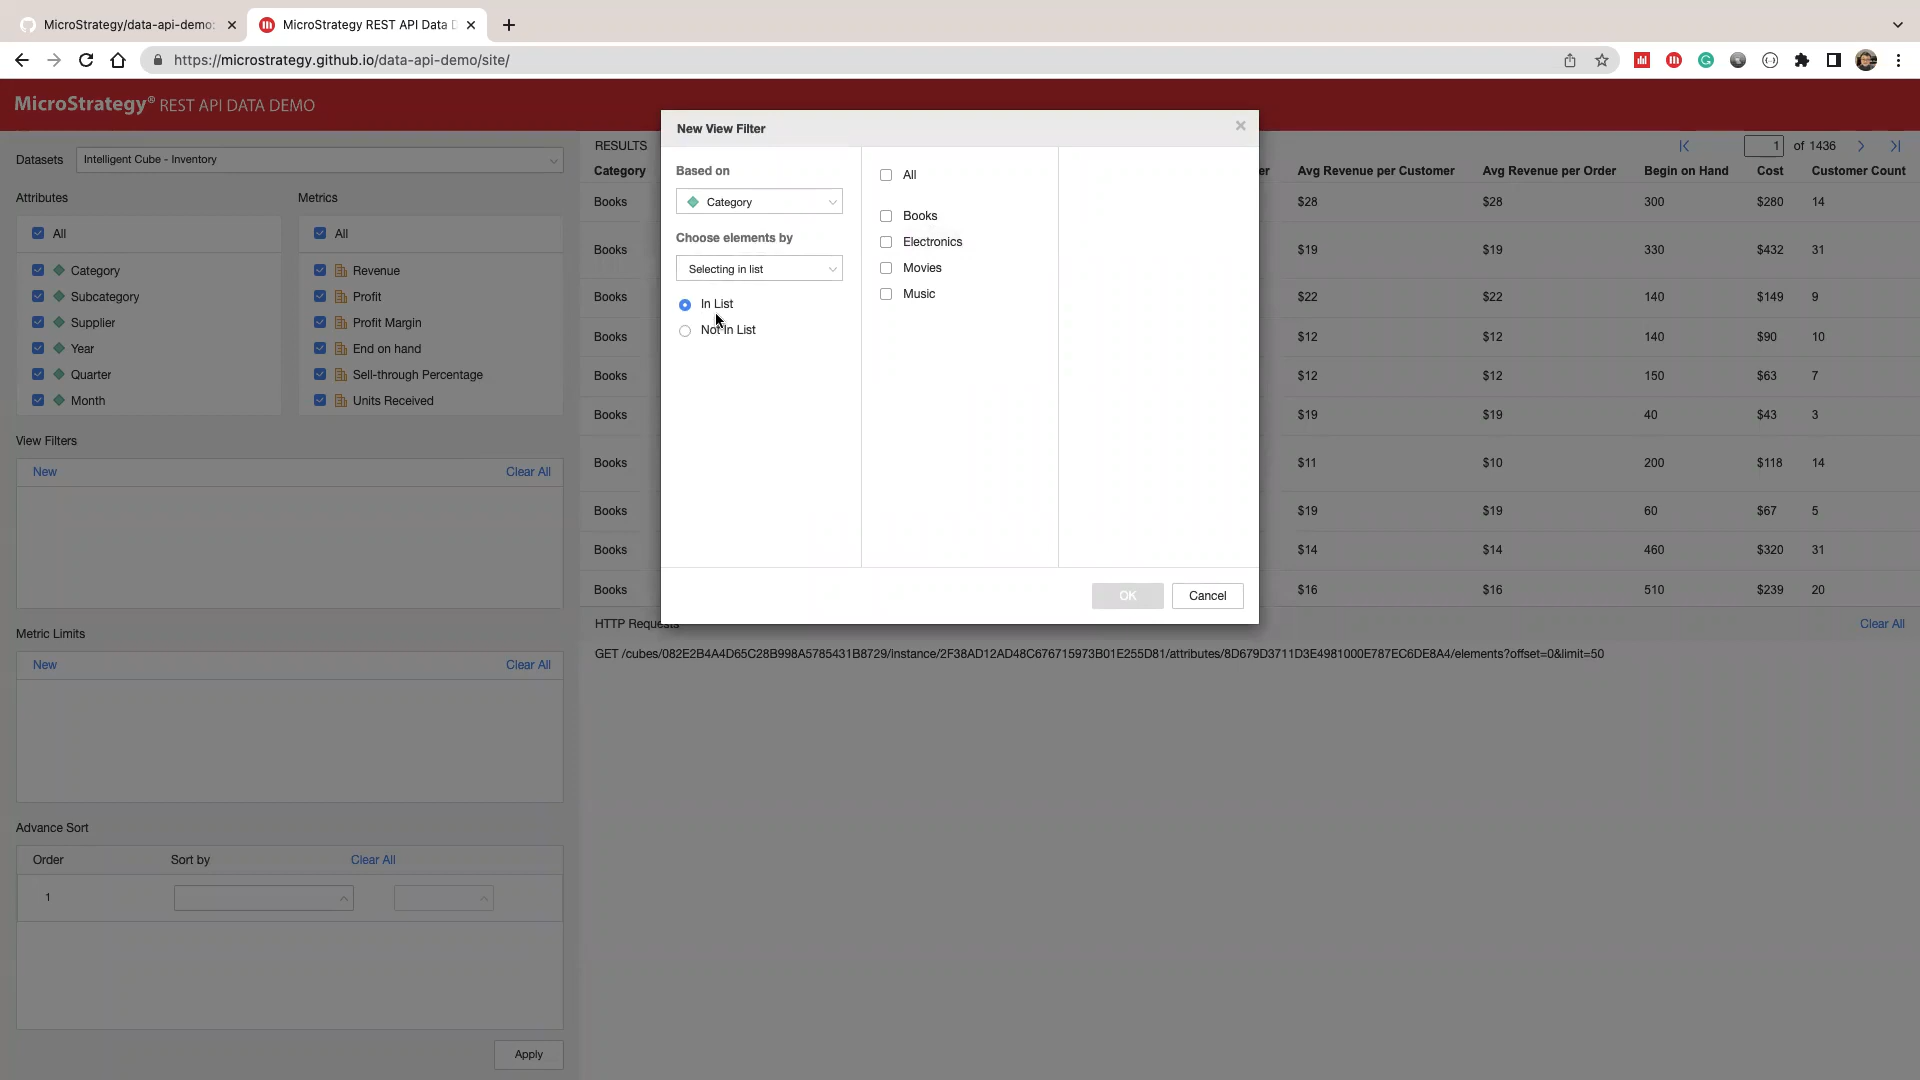 MicroStrategy/data-api-demo:
MicroStrategy REST API Data D
https://microstrategy.github.io/data-api-demo/site/
MicroStrategy® REST API DATA DEMO
Datasets
Intelligent Cube - Inventory
Attributes
Metrics
All
All
Category
Revenue
Subcategory
Profit
Supplier
Profit Margin
Year
End on hand
Quarter
Sell-through Percentage
Month
Units Received
View Filters
New
Clear All
Metric Limits
New
Clear All
Advance Sort
Order
Sort by
Clear All
1
Apply
New View Filter
Based on
Category
Choose elements by
Selecting in list
In List
Not In List
All
Books
Electronics
Movies
Music
OK
Cancel
RESULTS
1 of 1436
Category er Avg Revenue per Customer Avg Revenue per Order Begin on Hand Cost Customer Count
Books $28 $28 300 $280 14
Books $19 $19 330 $432 31
Books $22 $22 140 $149 9
Books $12 $12 140 $90 10
Books $12 $12 150 $63 7
Books $19 $19 40 $43 3
Books $11 $10 200 $118 14
Books $19 $19 60 $67 5
Books $14 $14 460 $320 31
Books $16 $16 510 $239 20
HTTP Requests
Clear All
GET /cubes/082E2B4A4D65C28B998A5785431B8729/instance/2F38AD12AD48C676715973B01E255D81/attributes/8D679D3711D3E4981000E787EC6DE8A4/elements?offset=0&limit=50